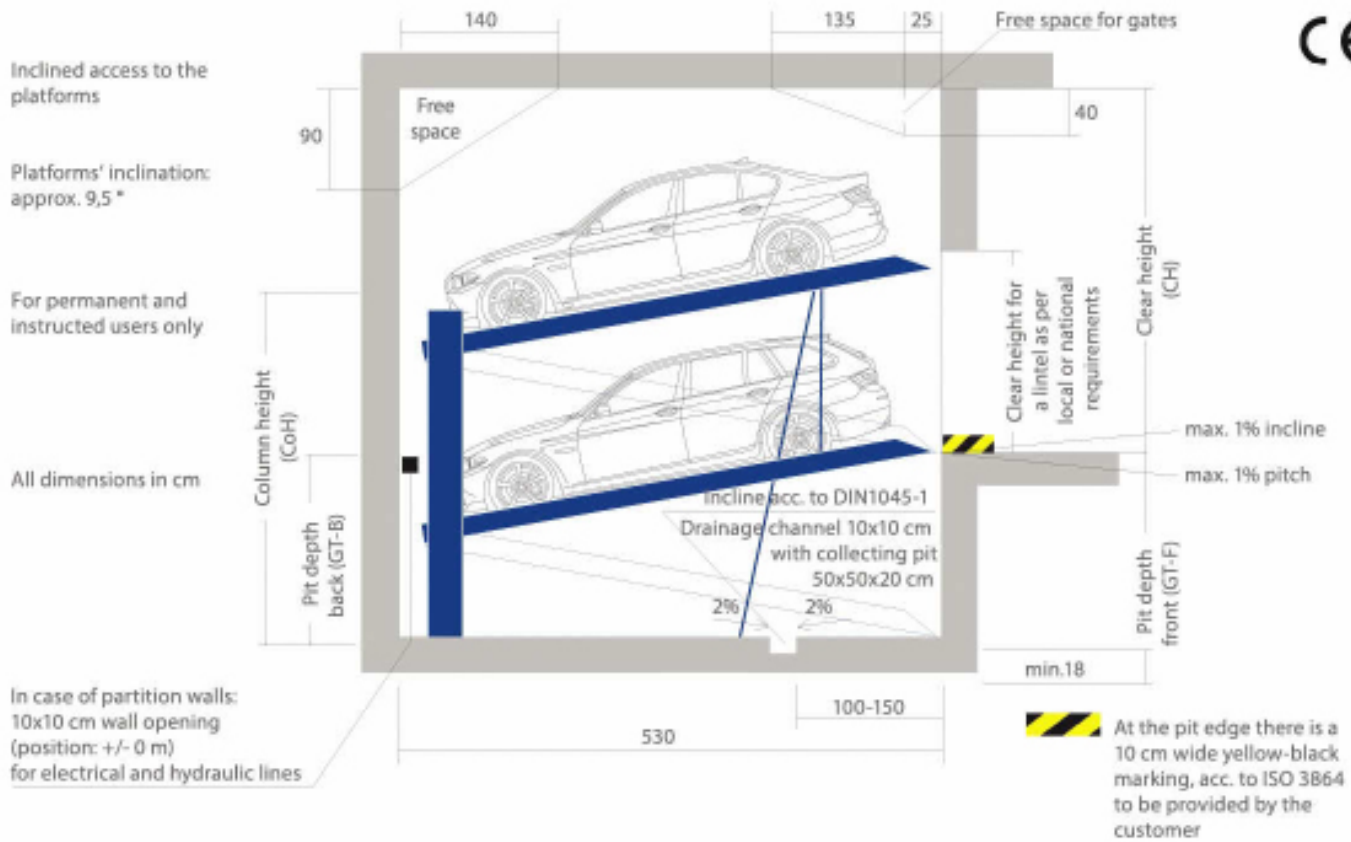 140
135
25
Free space for gates
CE
Inclined access to the
platforms
Free
space
90
40
Platforms' inclination:
approx. 9,5 °
For permanent and
instructed users only
Column height
(CoH)
Clear height for
a lintel as per
local or national
requirements
Clear height
(CH)
max. 1% incline
max. 1% pitch
All dimensions in cm
Pit depth
back (GT-B)
Incline acc. to DIN1045-1
Drainage channel 10x10 cm
with collecting pit
50x50x20 cm
2%
2%
Pit depth
front (GT-F)
min.18
In case of partition walls:
10x10 cm wall opening
(position: +/- 0 m)
for electrical and hydraulic lines
100-150
530
At the pit edge there is a
10 cm wide yellow-black
marking, acc. to ISO 3864
to be provided by the
customer